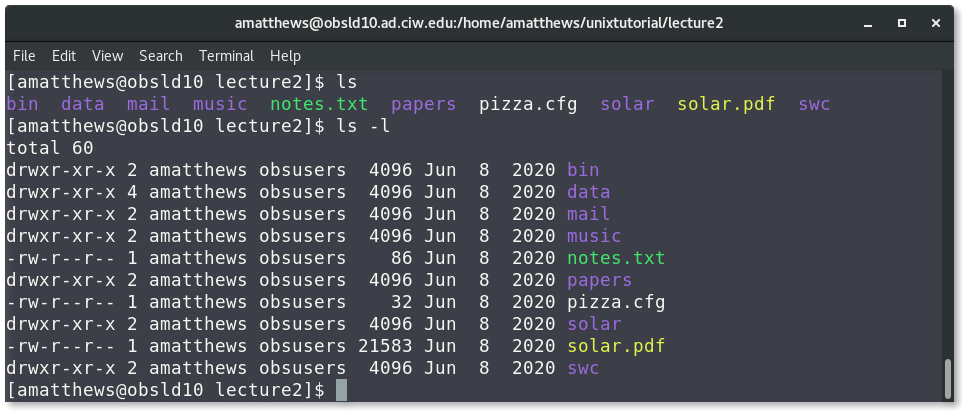 amatthews@obsld10.ad.ciw.edu:/home/amatthews/unixtutorial/lecture2
File Edit View Search Terminal Help
[amatthews@obsld10 lecture2]$ ls
bin  data  mail  music  notes.txt  papers  pizza.cfg  solar  solar.pdf  swc
[amatthews@obsld10 lecture2]$ ls -l
total 60
drwxr-xr-x 2 amatthews obsusers  4096 Jun  8  2020 bin
drwxr-xr-x 4 amatthews obsusers  4096 Jun  8  2020 data
drwxr-xr-x 2 amatthews obsusers  4096 Jun  8  2020 mail
drwxr-xr-x 2 amatthews obsusers  4096 Jun  8  2020 music
-rw-r--r-- 1 amatthews obsusers    86 Jun  8  2020 notes.txt
drwxr-xr-x 2 amatthews obsusers  4096 Jun  8  2020 papers
-rw-r--r-- 1 amatthews obsusers    32 Jun  8  2020 pizza.cfg
drwxr-xr-x 2 amatthews obsusers  4096 Jun  8  2020 solar
-rw-r--r-- 1 amatthews obsusers 21583 Jun  8  2020 solar.pdf
drwxr-xr-x 2 amatthews obsusers  4096 Jun  8  2020 swc
[amatthews@obsld10 lecture2]$